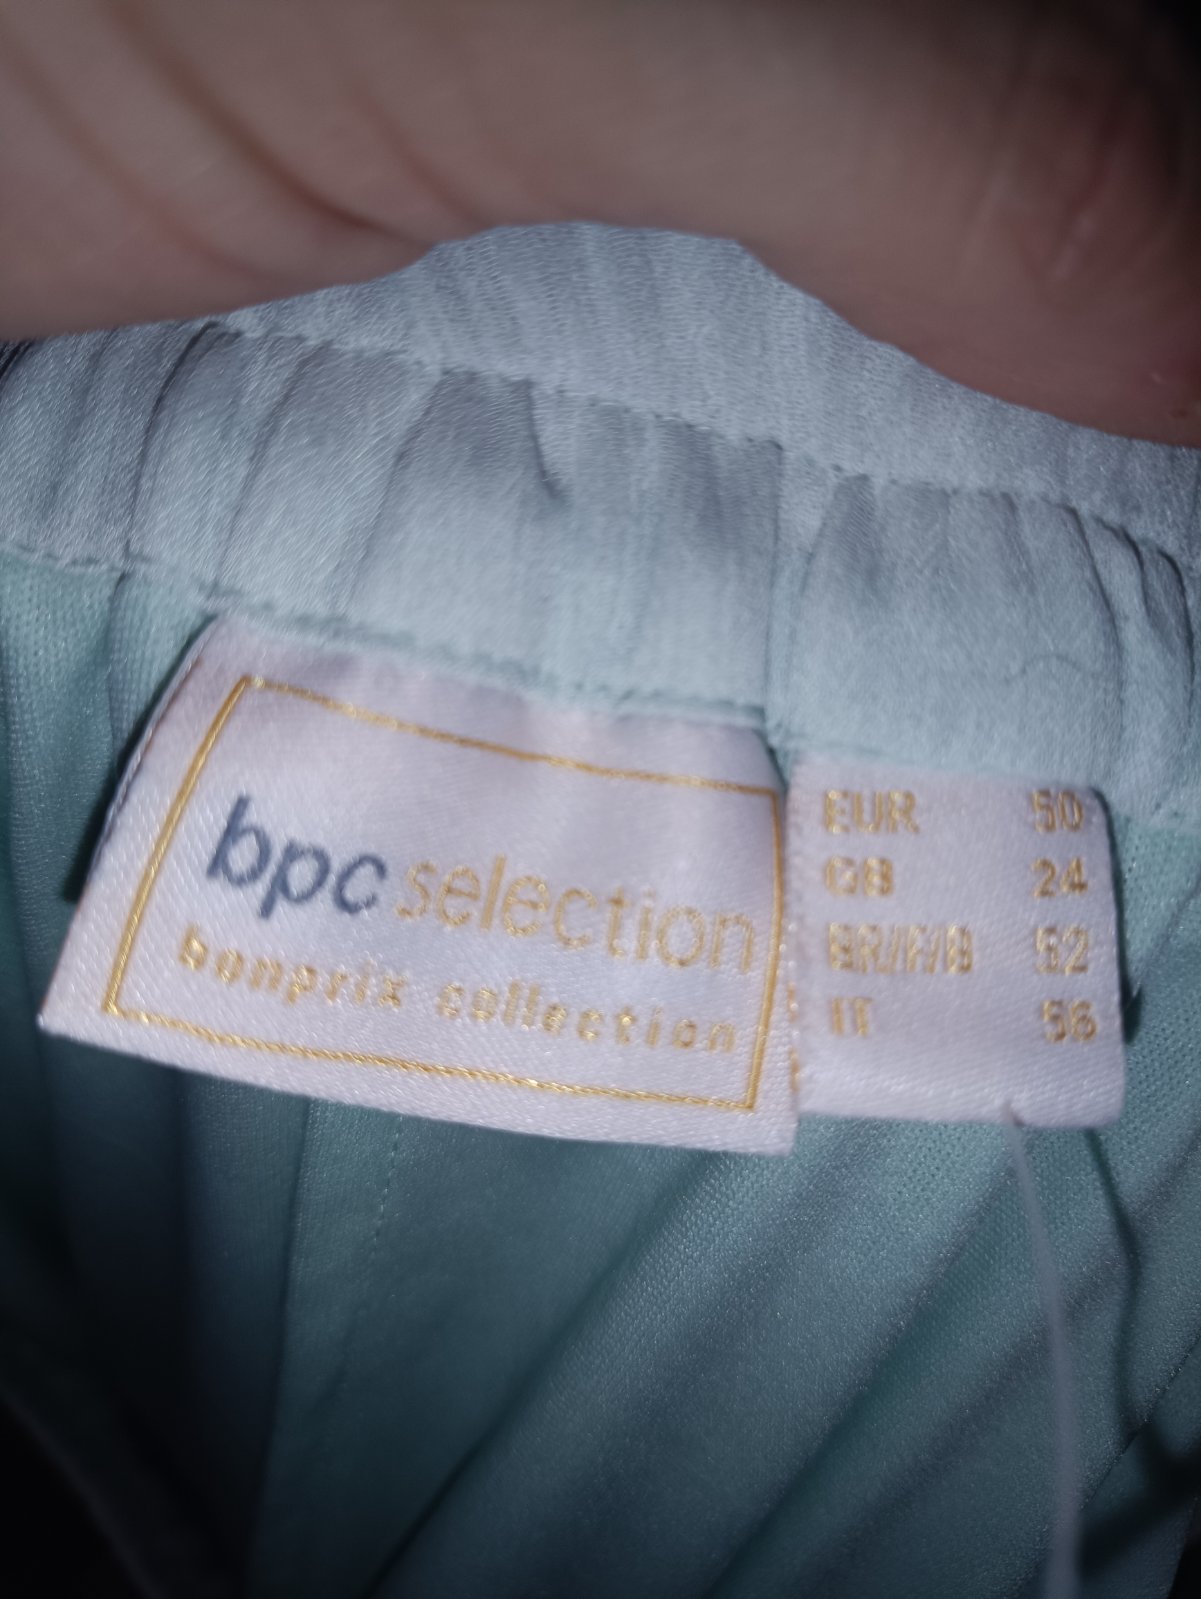 bpc selection
bonprix collection
EUR 50
GB 24
BR/F/B 52
IT 56